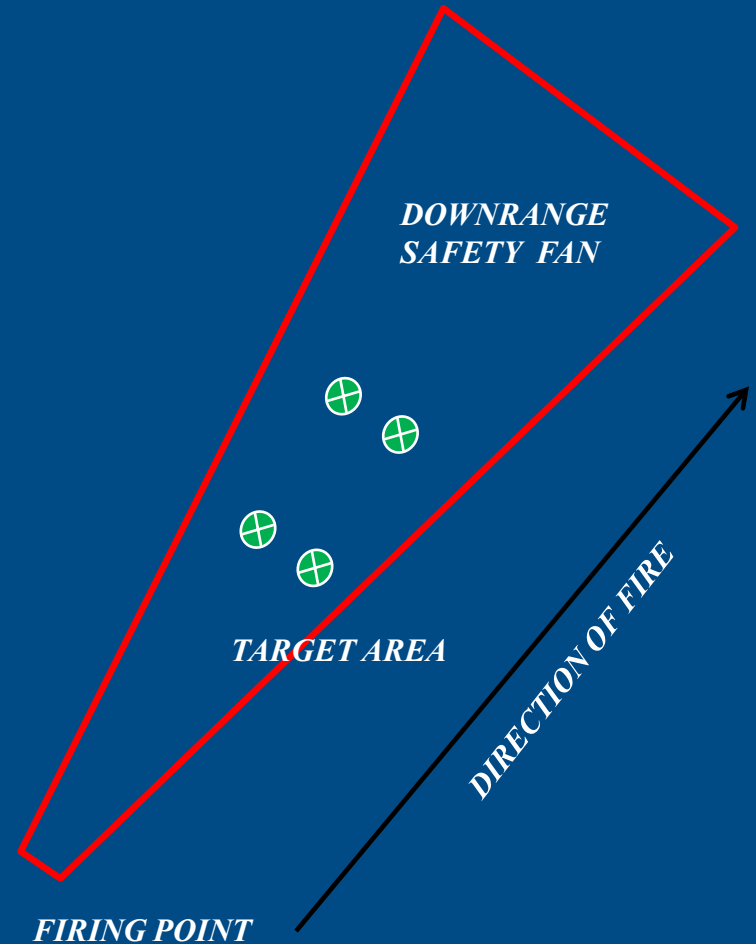 DOWNRANGE
SAFETY FAN
TARGET AREA
DIRECTION OF FIRE
FIRING POINT